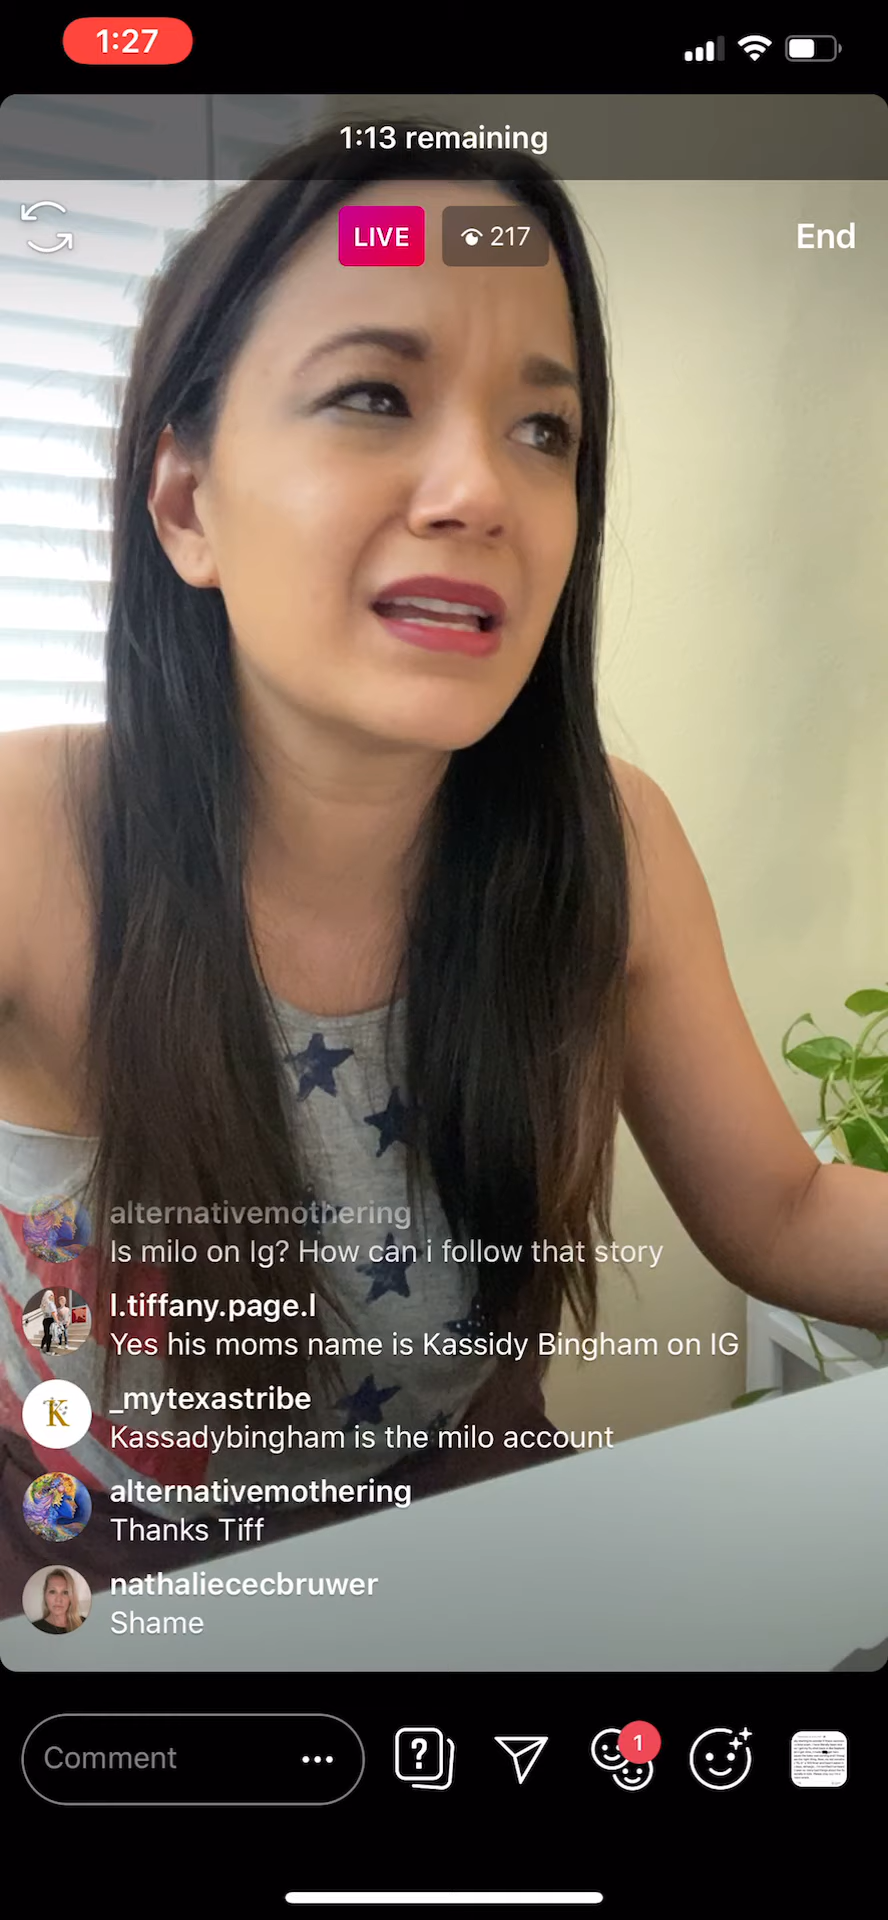 1:27
1:13 remaining
LIVE
217
End
alternativemothering
Is milo on Ig? How can i follow that story
l.tiffany.page.l
Yes his moms name is Kassidy Bingham on IG
K
_mytexastribe
Kassadybingham is the milo account
alternativemothering
Thanks Tiff
nathaliececbruwer
Shame
Comment
?
1